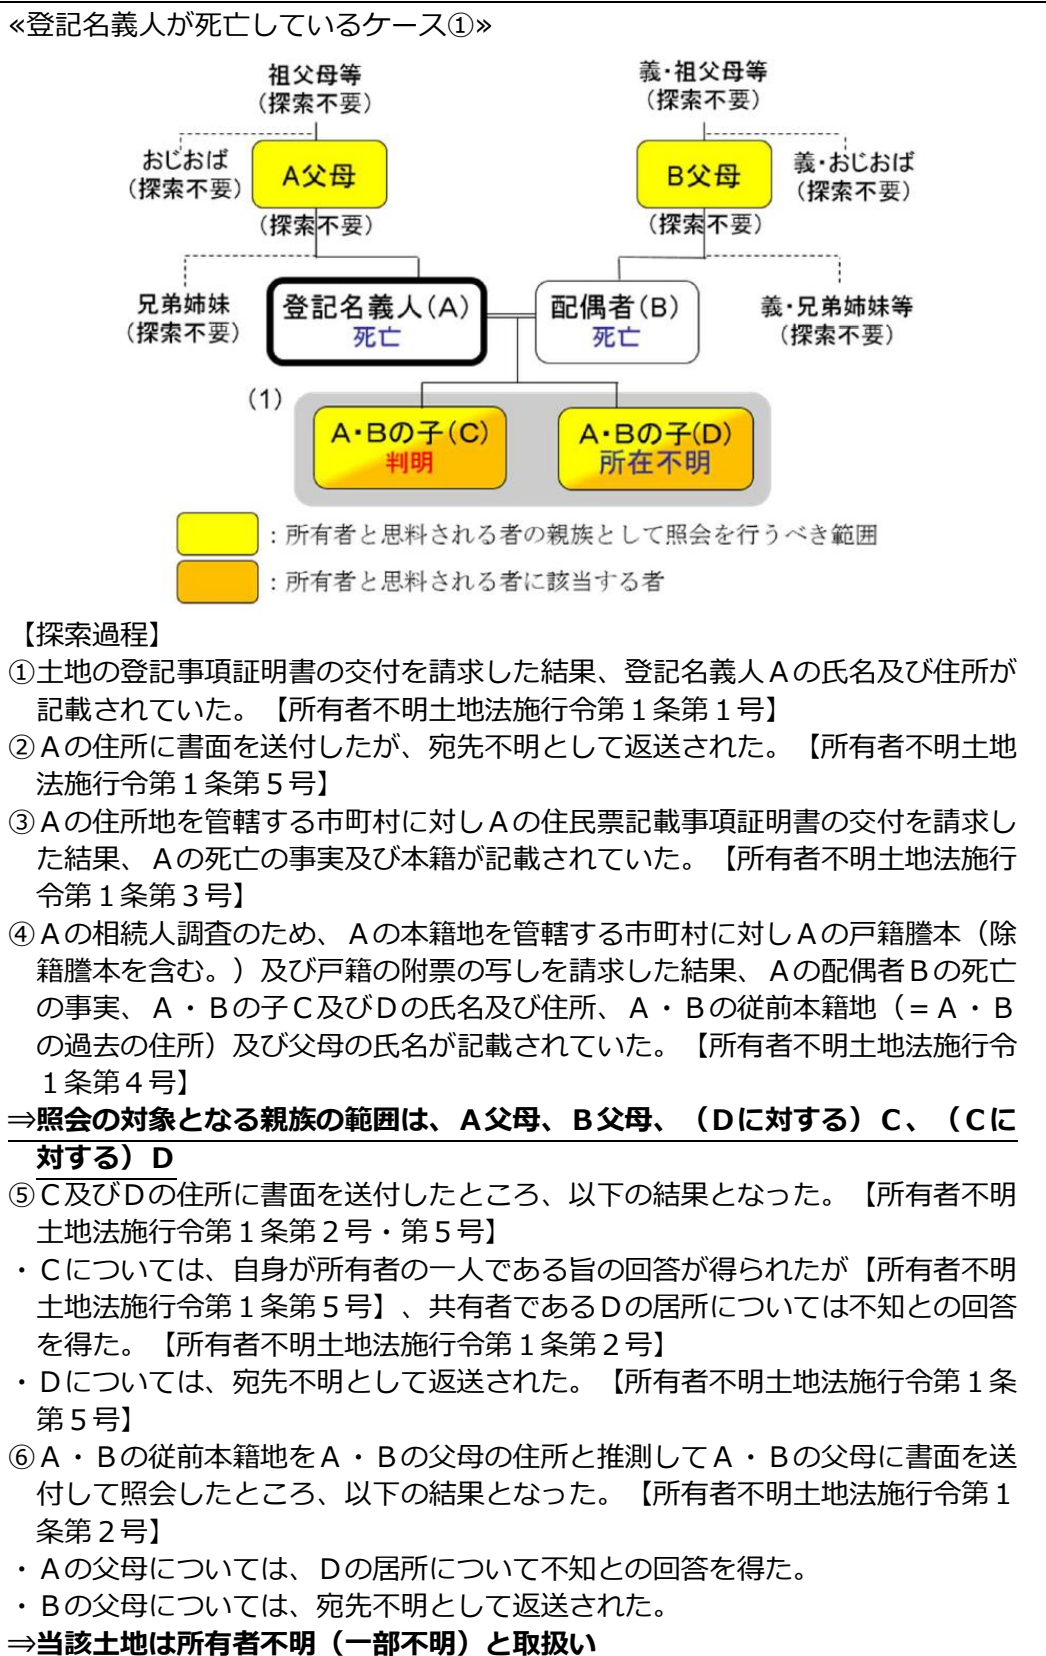 ≪登記名義人が死亡しているケース①≫
祖父母等
(探索不要)
義・祖父母等
(探索不要)
おじおば
(探索不要)
A父母
B父母
義・おじおば
(探索不要)
(探索不要)
(探索不要)
兄弟姉妹
(探索不要)
登記名義人(A)
死亡
配偶者(B)
死亡
義・兄弟姉妹等
(探索不要)
(1)
A・Bの子(C)
判明
A・Bの子(D)
所在不明
：所有者と思料される者の親族として照会を行うべき範囲
：所有者と思料される者に該当する者
【探索過程】
①土地の登記事項証明書の交付を請求した結果、登記名義人Ａの氏名及び住所が
記載されていた。【所有者不明土地法施行令第１条第１号】
②Ａの住所に書面を送付したが、宛先不明として返送された。【所有者不明土地
法施行令第１条第５号】
③Ａの住所地を管轄する市町村に対しＡの住民票記載事項証明書の交付を請求し
た結果、Ａの死亡の事実及び本籍が記載されていた。【所有者不明土地法施行
令第１条第３号】
④Ａの相続人調査のため、Ａの本籍地を管轄する市町村に対しＡの戸籍謄本（除
籍謄本を含む。）及び戸籍の附票の写しを請求した結果、Ａの配偶者Ｂの死亡
の事実、Ａ・Ｂの子Ｃ及びＤの氏名及び住所、Ａ・Ｂの従前本籍地（＝Ａ・Ｂ
の過去の住所）及び父母の氏名が記載されていた。【所有者不明土地法施行令
１条第４号】
⇒照会の対象となる親族の範囲は、Ａ父母、Ｂ父母、（Ｄに対する）Ｃ、（Ｃに
対する）Ｄ
⑤Ｃ及びＤの住所に書面を送付したところ、以下の結果となった。【所有者不明
土地法施行令第１条第２号・第５号】
・Ｃについては、自身が所有者の一人である旨の回答が得られたが【所有者不明
土地法施行令第１条第５号】、共有者であるＤの居所については不知との回答
を得た。【所有者不明土地法施行令第１条第２号】
・Ｄについては、宛先不明として返送された。【所有者不明土地法施行令第１条
第５号】
⑥Ａ・Ｂの従前本籍地をＡ・Ｂの父母の住所と推測してＡ・Ｂの父母に書面を送
付して照会したところ、以下の結果となった。【所有者不明土地法施行令第１
条第２号】
・Ａの父母については、Ｄの居所について不知との回答を得た。
・Ｂの父母については、宛先不明として返送された。
⇒当該土地は所有者不明（一部不明）と取扱い